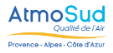 AtmoSud
Qualité de l'Air
Provence - Alpes - Côte d'Azur